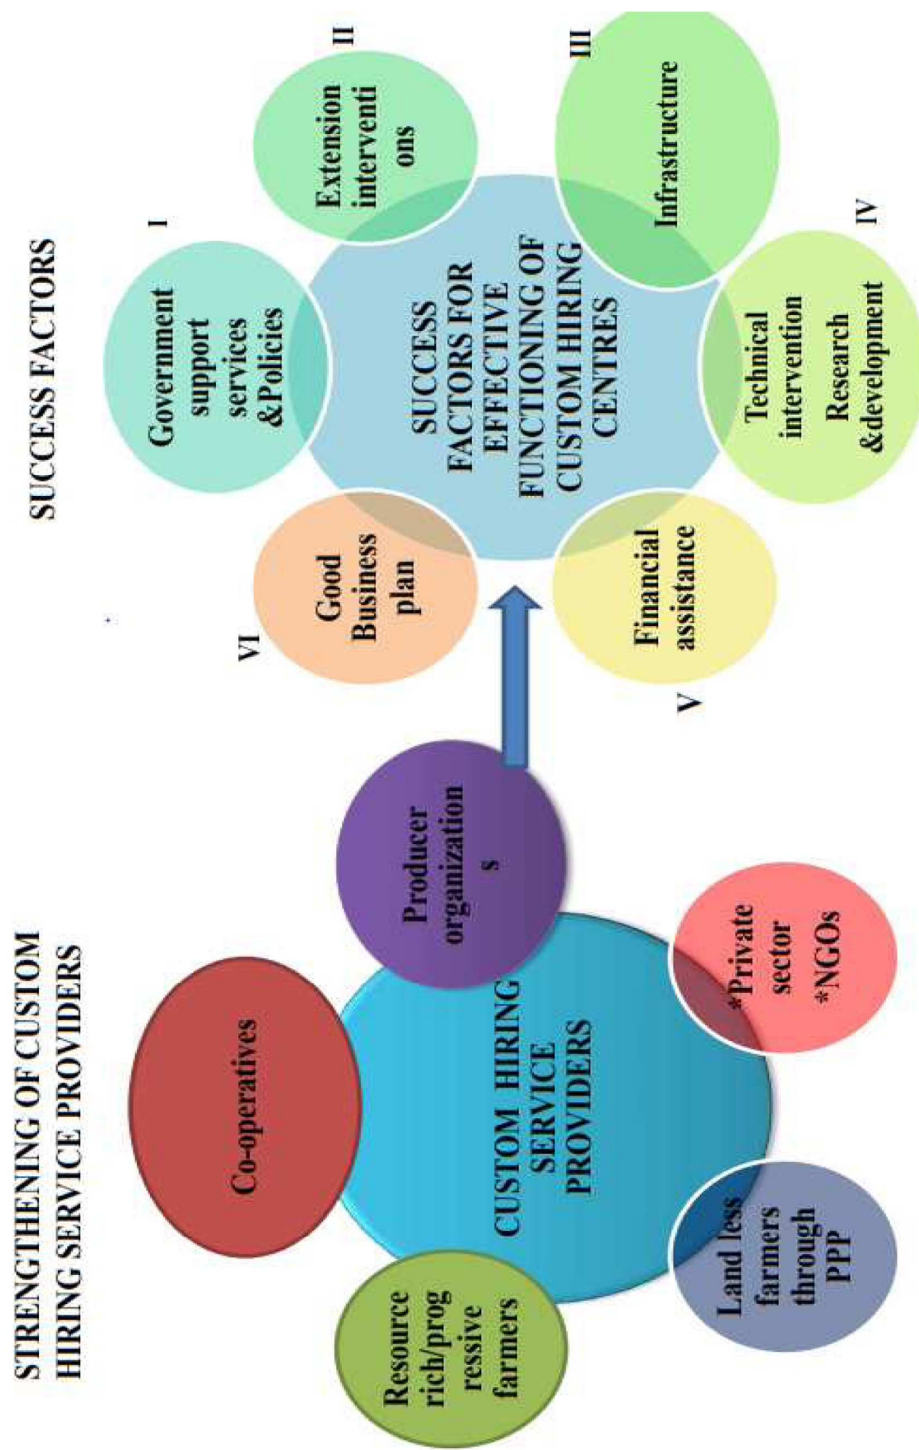 STRENGTHENING OF CUSTOM
HIRING SERVICE PROVIDERS
Co-operatives
Producer
organization
s
Resource
rich/prog
ressive
farmers
CUSTOM HIRING
SERVICE
PROVIDERS
Land less
farmers
through
PPP
*Private
sector
*NGOs
SUCCESS FACTORS
I
Government
support
services
&Policies
II
Extension
interventi
ons
III
Infrastructure
IV
Technical
intervention
Research
&development
V
Financial
assistance
VI
Good
Business
plan
SUCCESS
FACTORS FOR
EFFECTIVE
FUNCTIONING OF
CUSTOM HIRING
CENTRES